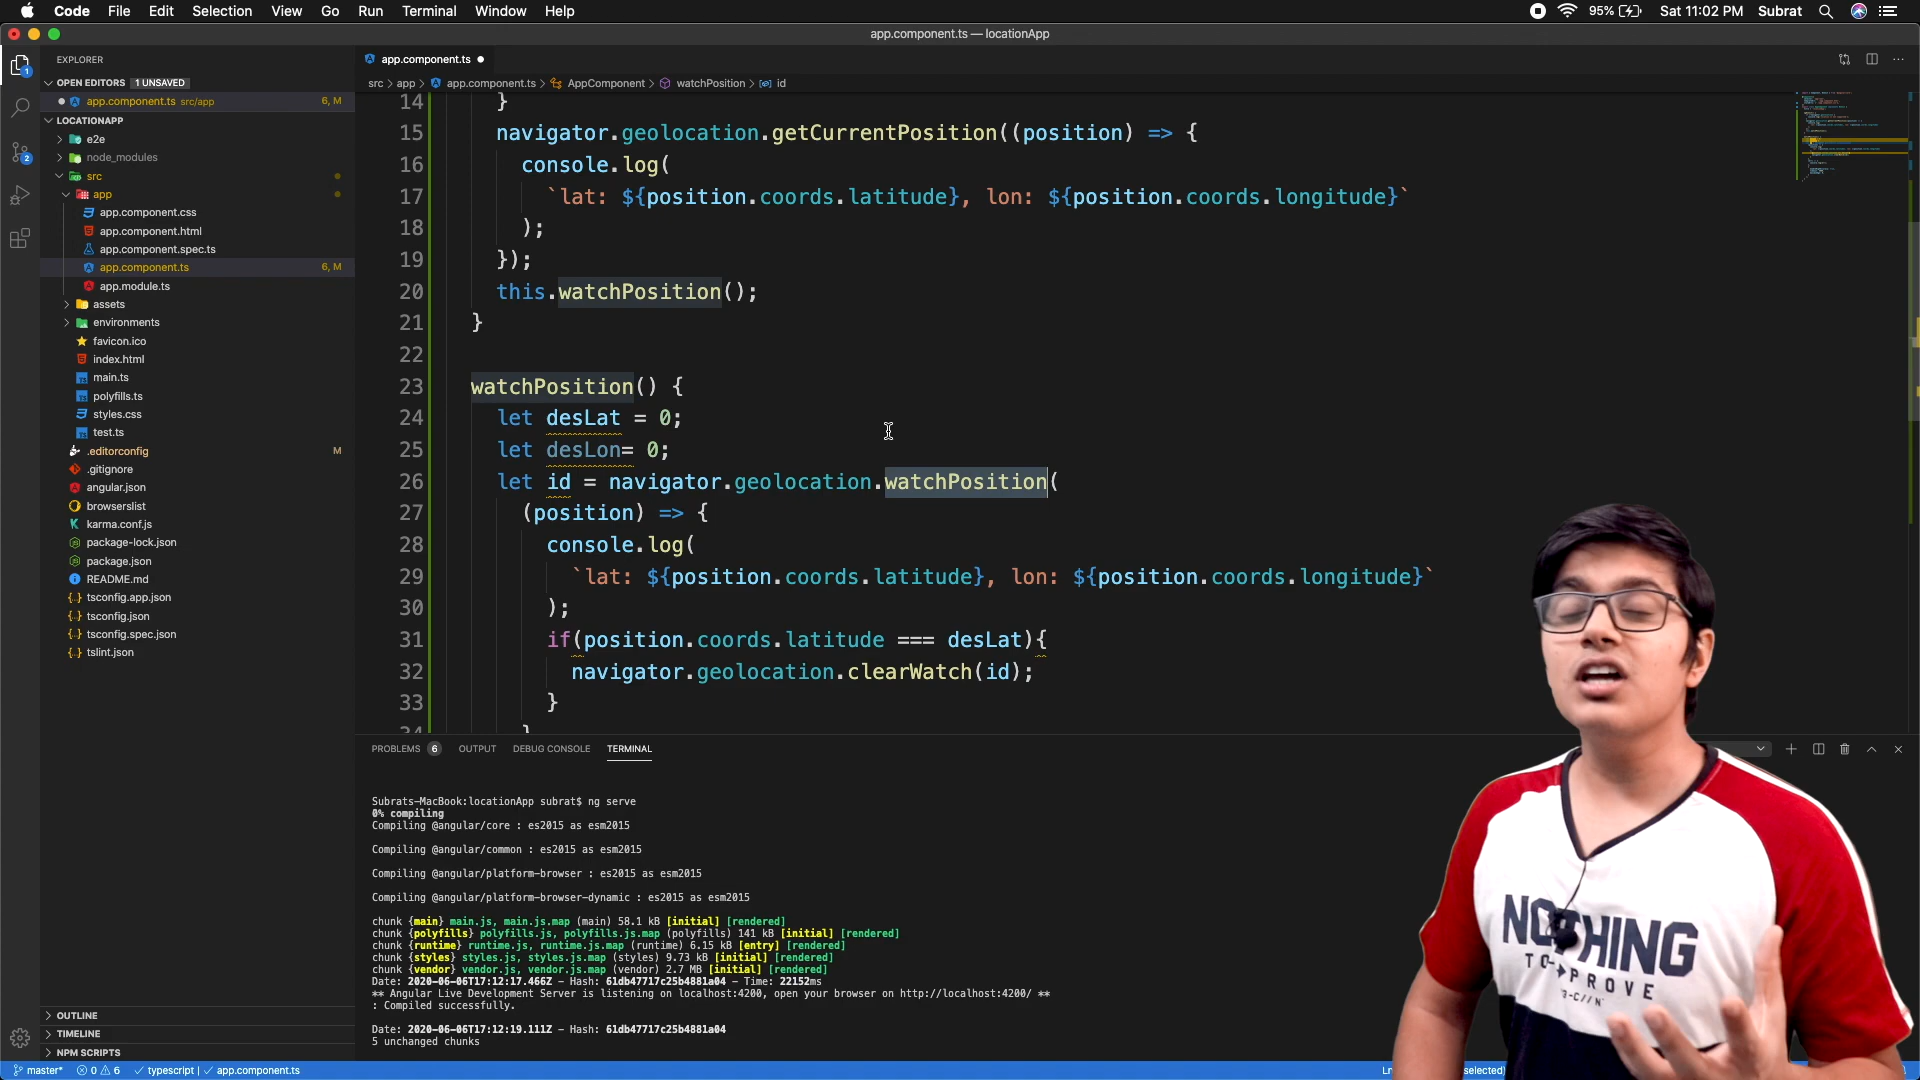 Code File Edit Selection View Go Run Terminal Window Help
95% Sat 11:02 PM Subrat
app.component.ts — locationApp
EXPLORER
OPEN EDITORS 1 UNSAVED
app.component.ts src/app 6, M
LOCATIONAPP
e2e
node_modules
src
app
app.component.css
app.component.html
app.component.spec.ts
app.component.ts 6, M
app.module.ts
assets
environments
favicon.ico
index.html
main.ts
polyfills.ts
styles.css
test.ts
.editorconfig M
.gitignore
angular.json
browserslist
karma.conf.js
package-lock.json
package.json
README.md
tsconfig.app.json
tsconfig.json
tsconfig.spec.json
tslint.json
OUTLINE
TIMELINE
NPM SCRIPTS
app.component.ts
src > app > app.component.ts > AppComponent > watchPosition > id
14 }
15 navigator.geolocation.getCurrentPosition((position) => {
16 console.log(
17 `lat: ${position.coords.latitude}, lon: ${position.coords.longitude}`
18 );
19 });
20 this.watchPosition();
21 }
22
23 watchPosition() {
24 let desLat = 0;
25 let desLon= 0;
26 let id = navigator.geolocation.watchPosition(
27 (position) => {
28 console.log(
29 `lat: ${position.coords.latitude}, lon: ${position.coords.longitude}`
30 );
31 if(position.coords.latitude === desLat){
32 navigator.geolocation.clearWatch(id);
33 }
34 }
PROBLEMS 6 OUTPUT DEBUG CONSOLE TERMINAL
Subrats-MacBook:locationApp subrat$ ng serve
0% compiling
Compiling @angular/core : es2015 as esm2015
Compiling @angular/common : es2015 as esm2015
Compiling @angular/platform-browser : es2015 as esm2015
Compiling @angular/platform-browser-dynamic : es2015 as esm2015
chunk {main} main.js, main.js.map (main) 58.1 kB [initial] [rendered]
chunk {polyfills} polyfills.js, polyfills.js.map (polyfills) 141 kB [initial] [rendered]
chunk {runtime} runtime.js, runtime.js.map (runtime) 6.15 kB [entry] [rendered]
chunk {styles} styles.js, styles.js.map (styles) 9.73 kB [initial] [rendered]
chunk {vendor} vendor.js, vendor.js.map (vendor) 2.7 MB [initial] [rendered]
Date: 2020-06-06T17:12:17.466Z - Hash: 61db47717c25b4881a04 - Time: 22152ms
** Angular Live Development Server is listening on localhost:4200, open your browser on http://localhost:4200/ **
: Compiled successfully.
Date: 2020-06-06T17:12:19.111Z - Hash: 61db47717c25b4881a04
5 unchanged chunks
NOTHING
TO PROVE
master* 0 6 typescript | app.component.ts
Ln selected)